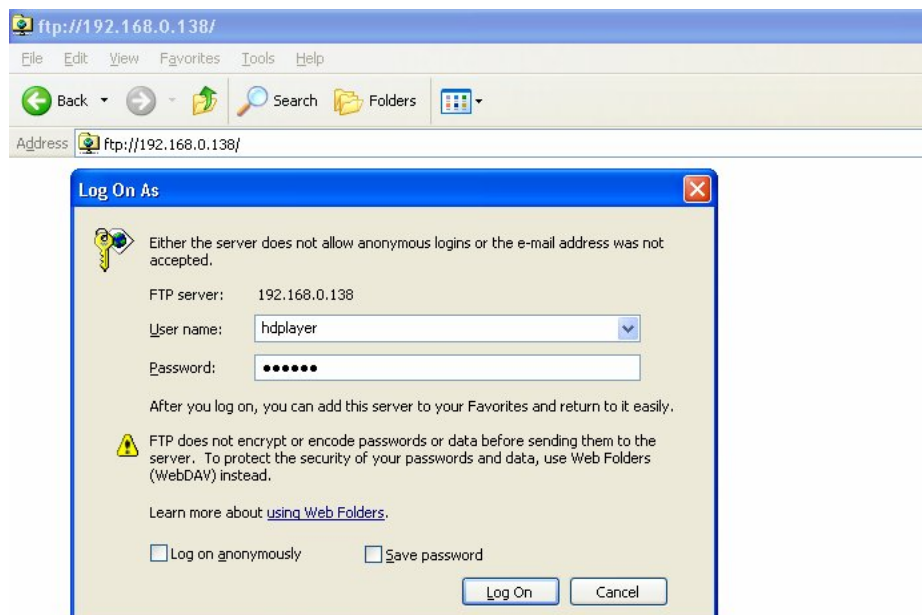 ftp://192.168.0.138/
File Edit View Favorites Tools Help
Back Search Folders
Address ftp://192.168.0.138/
Log On As
Either the server does not allow anonymous logins or the e-mail address was not
accepted.
FTP server: 192.168.0.138
User name: hdplayer
Password: ●●●●●●
After you log on, you can add this server to your Favorites and return to it easily.
FTP does not encrypt or encode passwords or data before sending them to the
server. To protect the security of your passwords and data, use Web Folders
(WebDAV) instead.
Learn more about using Web Folders.
Log on anonymously Save password
Log On Cancel